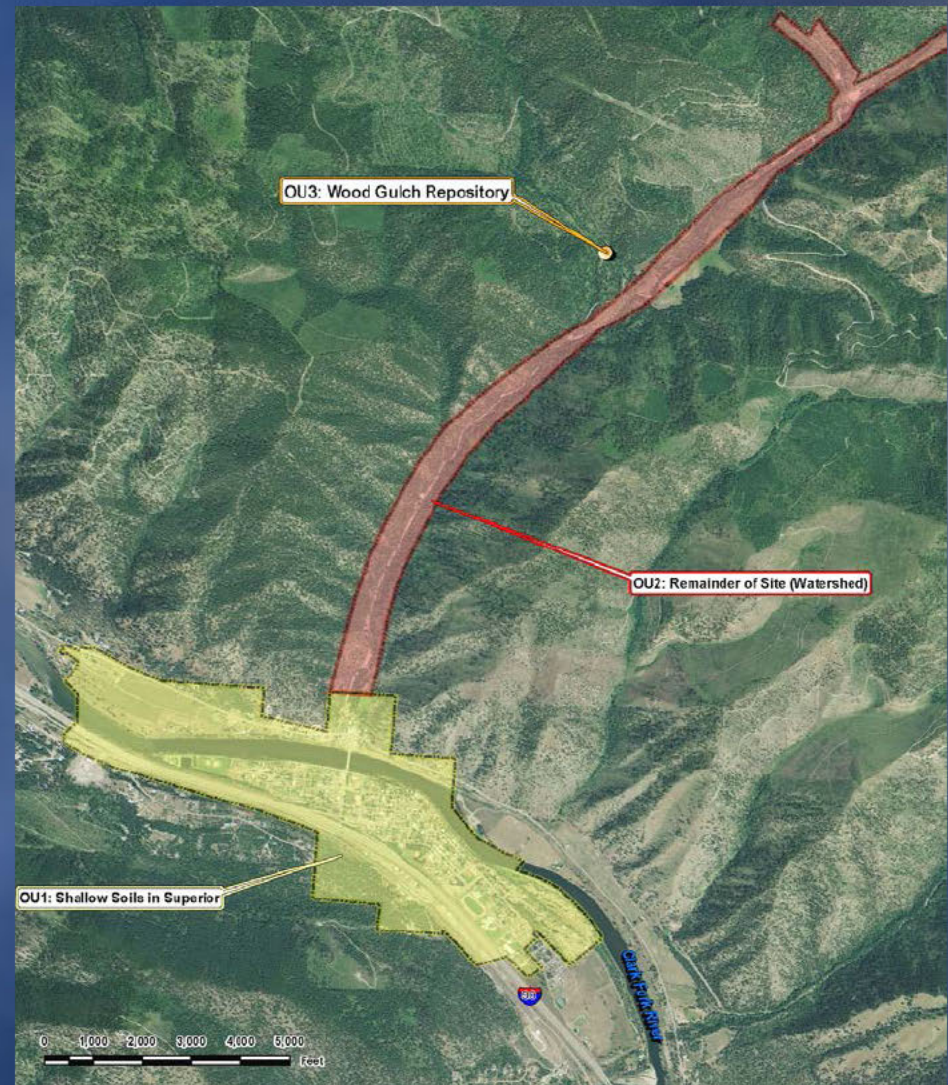 OU3: Wood Gulch Repository
OU2: Remainder of Site (Watershed)
OU1: Shallow Soils in Superior
Clark Fork River
0 1,000 2,000 3,000 4,000 5,000
Feet